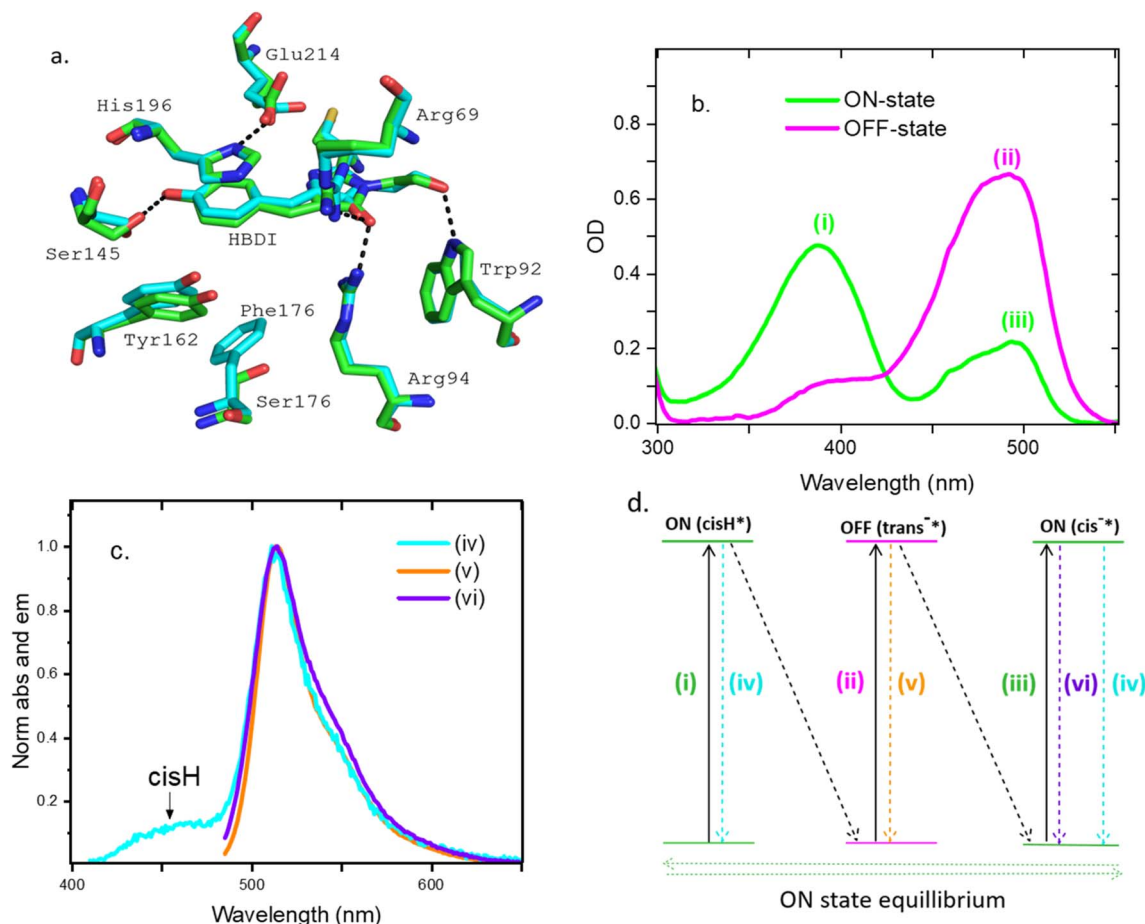 a.
Glu214
His196
Arg69
Ser145
HBDI
Trp92
Phe176
Tyr162
Arg94
Ser176
b.
ON-state
OFF-state
(i)
(ii)
(iii)
OD
0.8
0.6
0.4
0.2
0.0
300
400
500
Wavelength (nm)
c.
(iv)
(v)
(vi)
cisH
Norm abs and em
1.0
0.8
0.6
0.4
0.2
400
500
600
Wavelength (nm)
d.
ON (cisH*)
OFF (trans⁻*)
ON (cis⁻*)
(i)
(iv)
(ii)
(v)
(iii)
(vi)
(iv)
ON state equillibrium